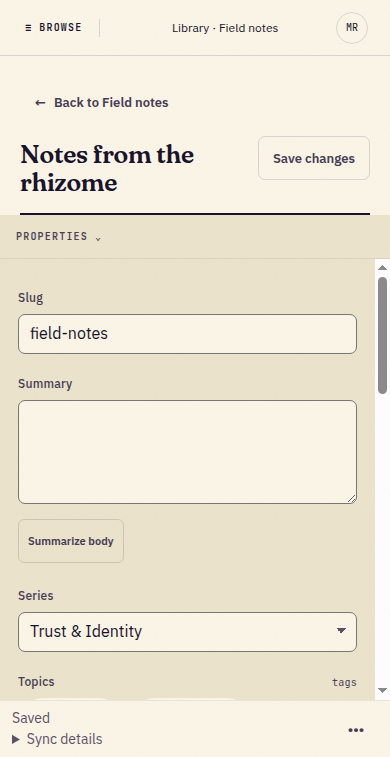 ≡ BROWSE
Library · Field notes
MR
← Back to Field notes
Notes from the
rhizome
Save changes
PROPERTIES ⌄
Slug
field-notes
Summary
Summarize body
Series
Trust & Identity
Topics
tags
Saved
▶ Sync details
•••